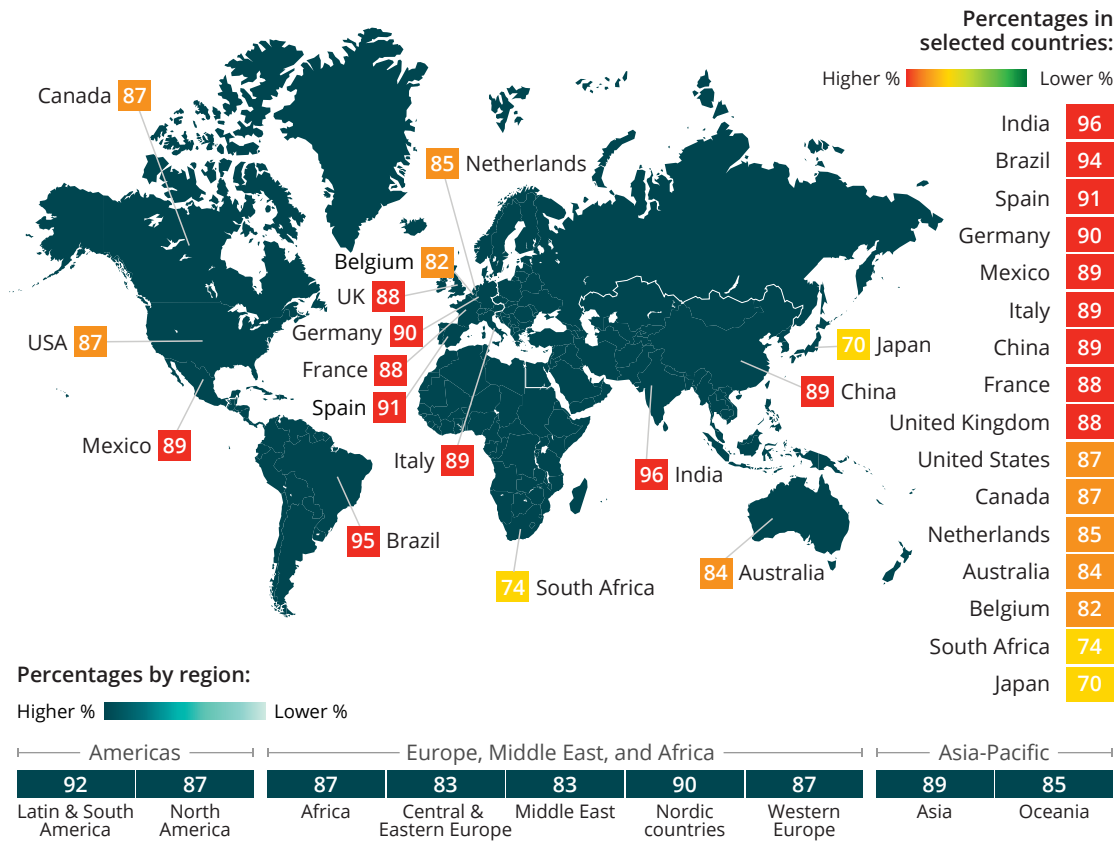 Percentages in
selected countries:
Higher % Lower %
India 96
Brazil 94
Spain 91
Germany 90
Mexico 89
Italy 89
China 89
France 88
United Kingdom 88
United States 87
Canada 87
Netherlands 85
Australia 84
Belgium 82
South Africa 74
Japan 70
Canada 87
85 Netherlands
Belgium 82
UK 88
Germany 90
USA 87
70 Japan
France 88
89 China
Spain 91
Mexico 89
Italy 89
96 India
95 Brazil
84 Australia
74 South Africa
Percentages by region:
Higher % Lower %
Americas Europe, Middle East, and Africa Asia-Pacific
92 87 87 83 83 90 87 89 85
Latin & South North Africa Central & Middle East Nordic Western Asia Oceania
America America Eastern Europe countries Europe